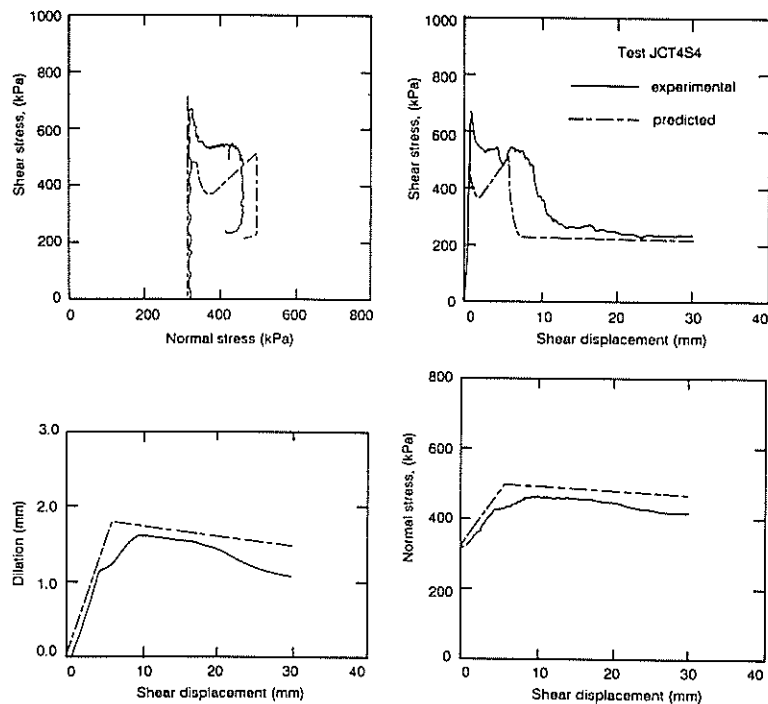 1000
800
600
400
200
0
Shear stress, (kPa)
0 200 400 600 800
Normal stress (kPa)
1000
800
600
400
200
0
Shear stress, (kPa)
Test JCT4S4
experimental
predicted
0 10 20 30 40
Shear displacement (mm)
3.0
2.0
1.0
0.0
Dilation (mm)
0 10 20 30 40
Shear displacement (mm)
800
600
400
200
0
Normal stress, (kPa)
0 10 20 30 40
Shear displacement (mm)